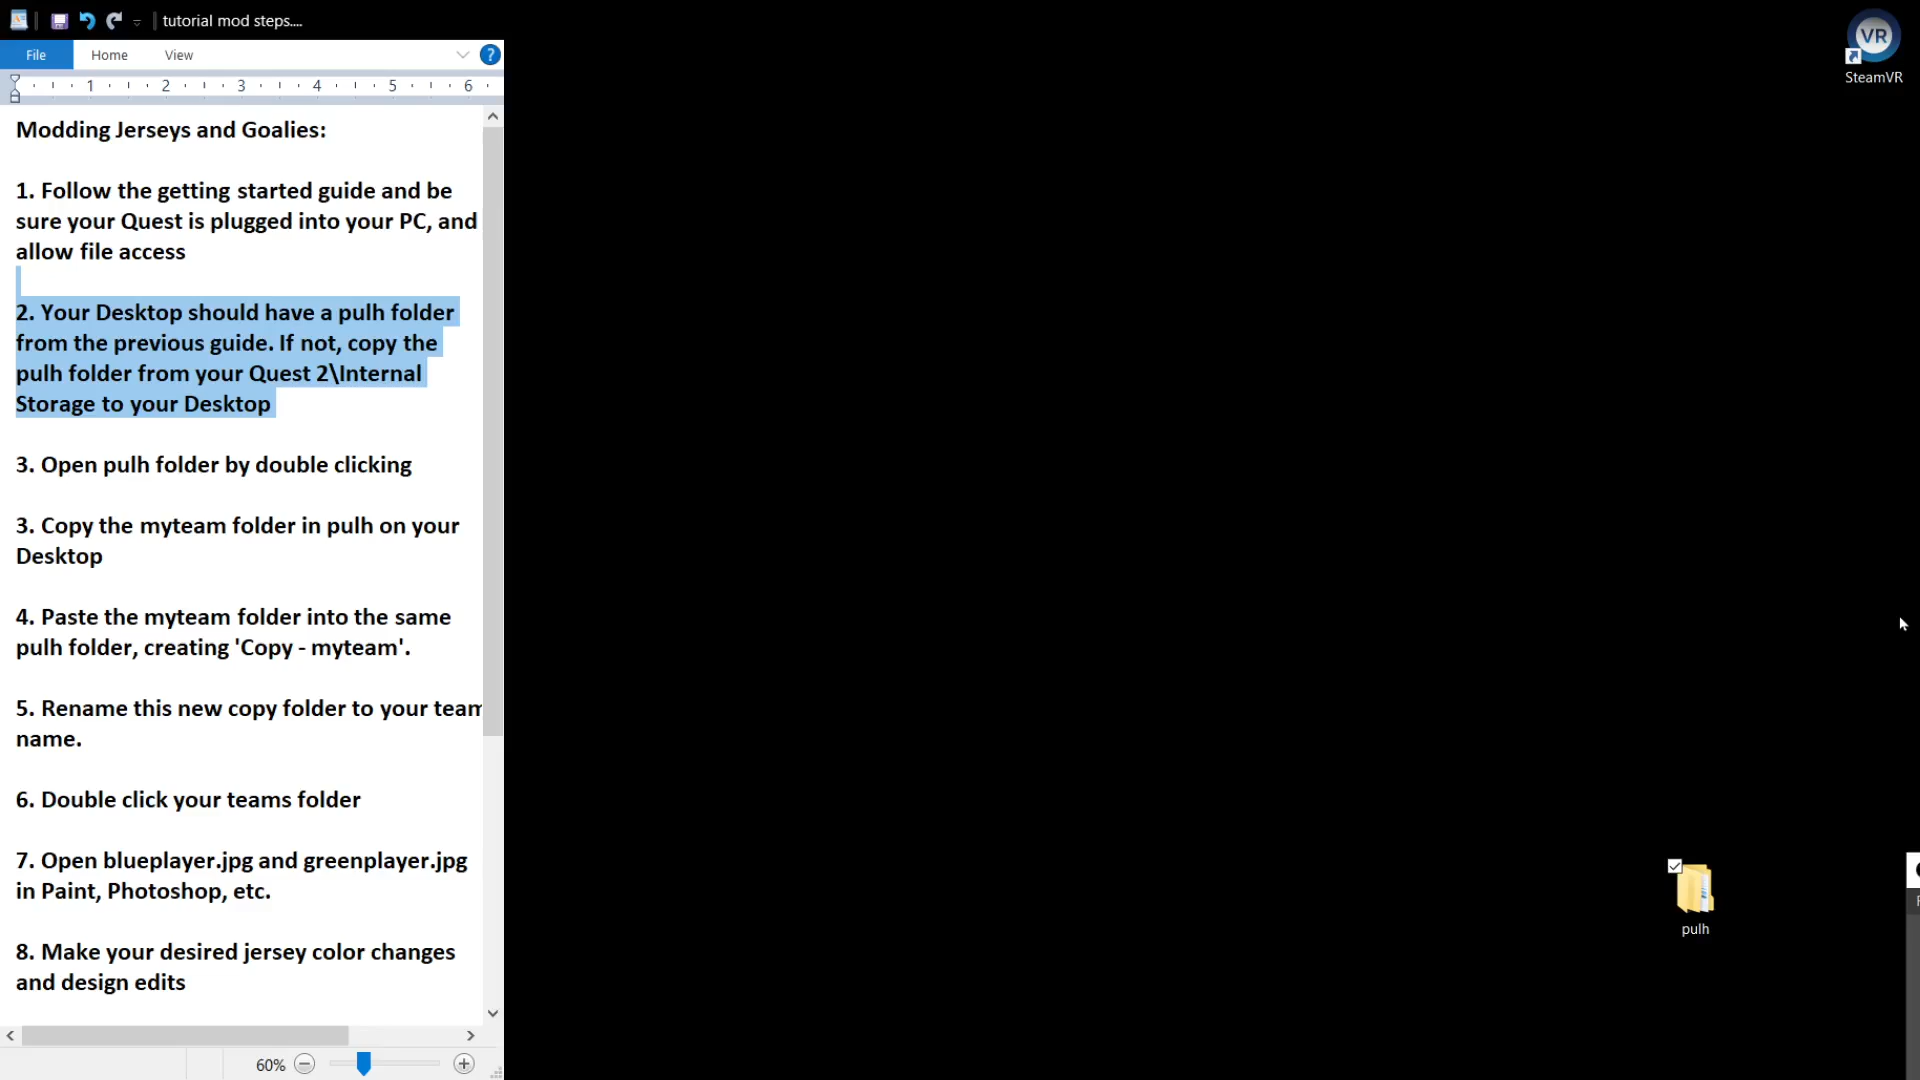 tutorial mod steps....
SteamVR
File Home View
1 2 3 4 5 6
Modding Jerseys and Goalies:
1. Follow the getting started guide and be
sure your Quest is plugged into your PC, and
allow file access
2. Your Desktop should have a pulh folder
from the previous guide. If not, copy the
pulh folder from your Quest 2\Internal
Storage to your Desktop
3. Open pulh folder by double clicking
3. Copy the myteam folder in pulh on your
Desktop
4. Paste the myteam folder into the same
pulh folder, creating 'Copy - myteam'.
5. Rename this new copy folder to your team
name.
6. Double click your teams folder
7. Open blueplayer.jpg and greenplayer.jpg
in Paint, Photoshop, etc.
8. Make your desired jersey color changes
and design edits
pulh
60%